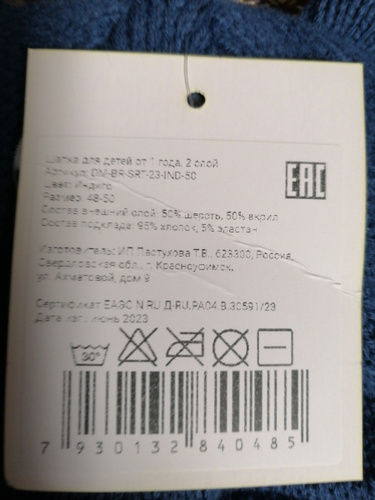 Шапка для детей от 1 года, 2 слой
Артикул: DM-BR-SRT-23-IND-50
Цвет: Индиго
Размер: 48-50
Состав внешний слой: 50% шерсть, 50% акрил
Состав подклада: 95% хлопок, 5% эластан
EAC
Изготовитель: ИП Пастухова Т.В., 623300, Россия,
Свердловская обл., г. Красноуфимск,
ул. Ахматовой, дом 9
Сертификат ЕАЭС N RU Д-RU.РА04.В.30591/23
Дата изг.: июнь 2023
30°
7 930132 840485